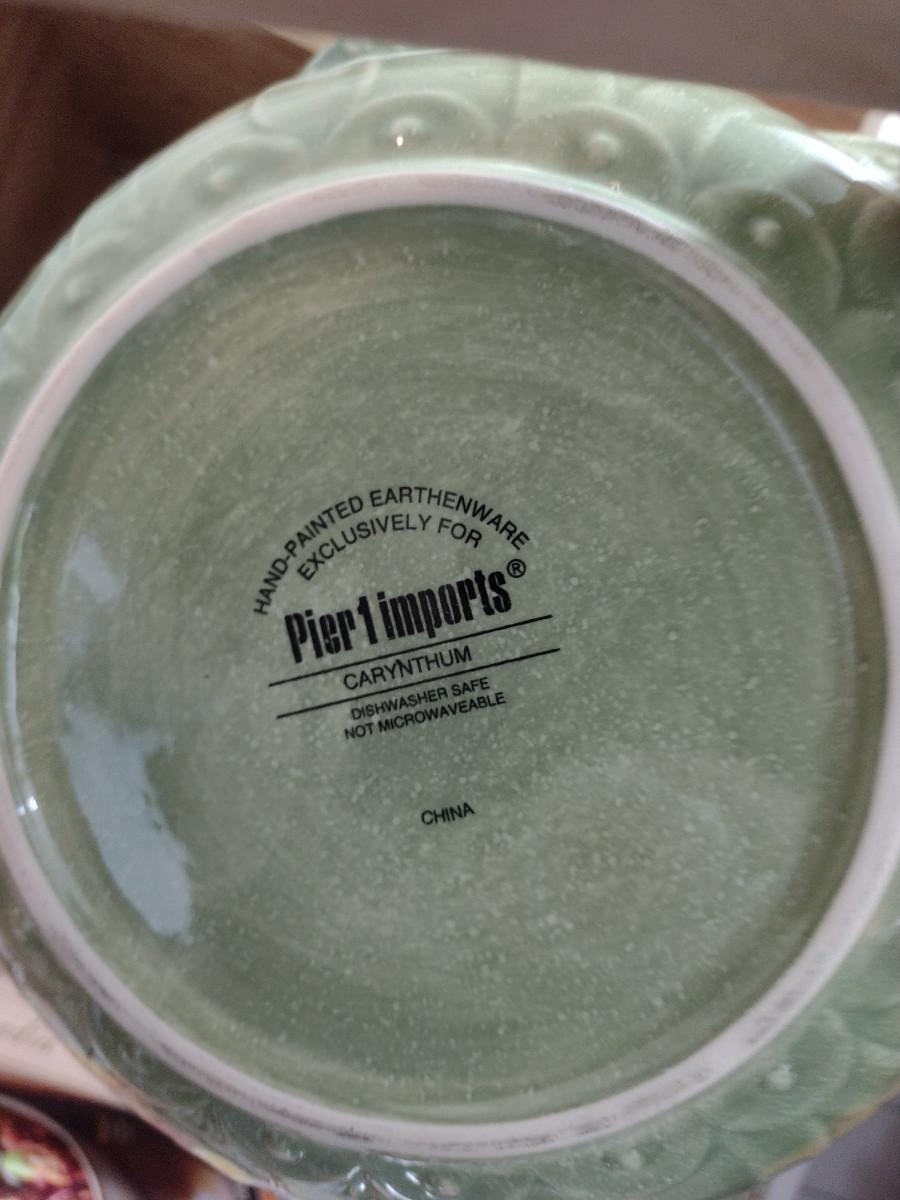 HAND-PAINTED EARTHENWARE
EXCLUSIVELY FOR
Pier 1 imports®
CARYNTHUM
DISHWASHER SAFE
NOT MICROWAVEABLE
CHINA